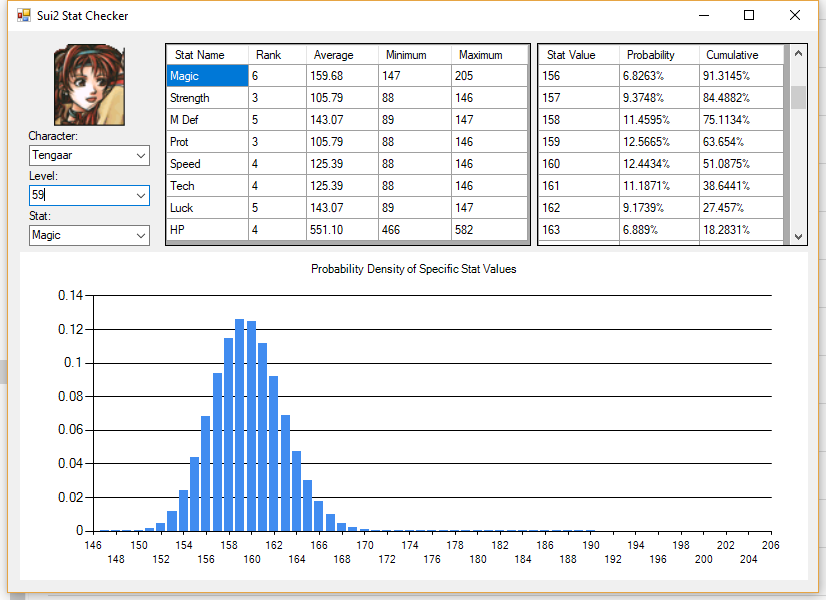 Sui2 Stat Checker
Character:
Tengaar
Level:
59
Stat:
Magic
Stat Name Rank Average Minimum Maximum
Magic 6 159.68 147 205
Strength 3 105.79 88 146
M Def 5 143.07 89 147
Prot 3 105.79 88 146
Speed 4 125.39 88 146
Tech 4 125.39 88 146
Luck 5 143.07 89 147
HP 4 551.10 466 582
Stat Value Probability Cumulative
156 6.8263% 91.3145%
157 9.3748% 84.4882%
158 11.4595% 75.1134%
159 12.5665% 63.654%
160 12.4434% 51.0875%
161 11.1871% 38.6441%
162 9.1739% 27.457%
163 6.889% 18.2831%
Probability Density of Specific Stat Values
0.14
0.12
0.1
0.08
0.06
0.04
0.02
0
146 150 154 158 162 166 170 174 178 182 186 190 194 198 202 206
148 152 156 160 164 168 172 176 180 184 188 192 196 200 204